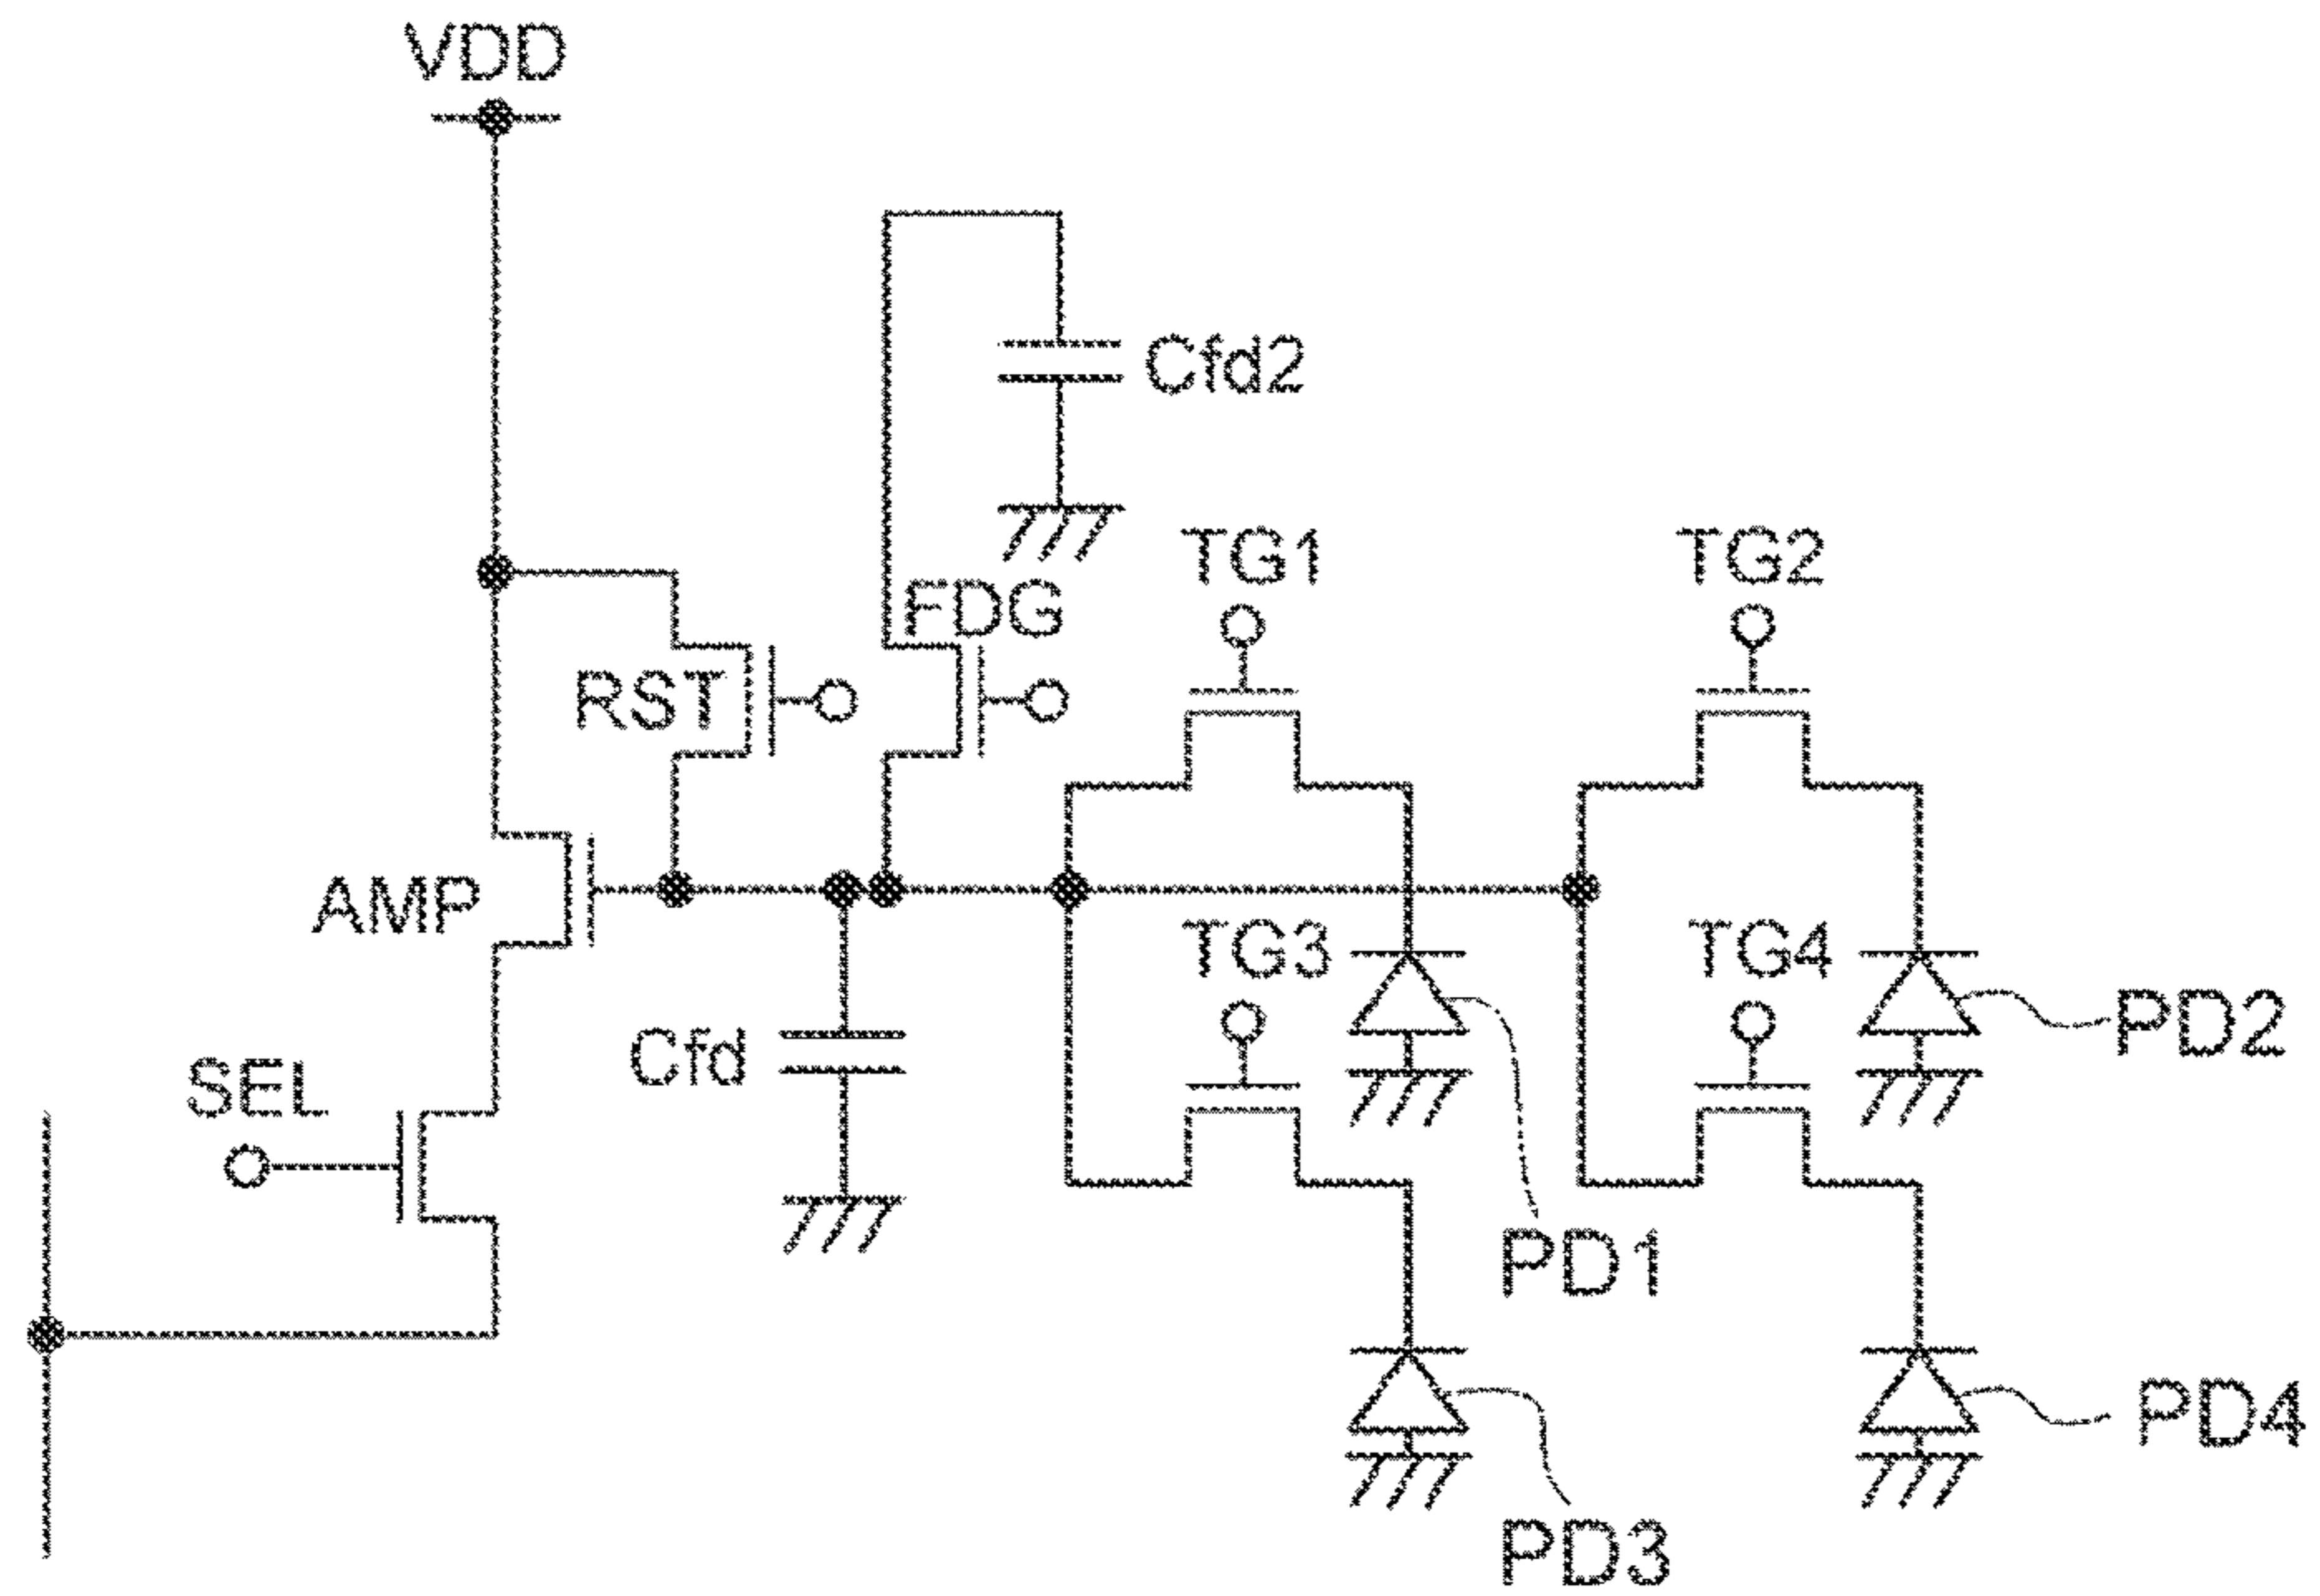 VDD
Cfd2
TG1
TG2
FDG
RST
AMP
TG3
TG4
PD2
Cfd
SEL
PD1
PD4
PD3